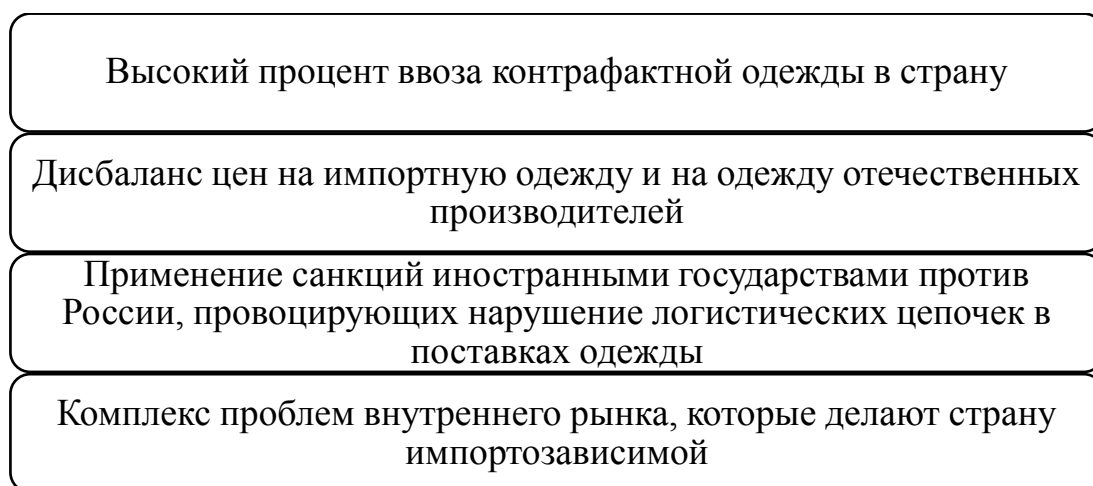 Высокий процент ввоза контрафактной одежды в страну
Дисбаланс цен на импортную одежду и на одежду отечественных
производителей
Применение санкций иностранными государствами против
России, провоцирующих нарушение логистических цепочек в
поставках одежды
Комплекс проблем внутреннего рынка, которые делают страну
импортозависимой